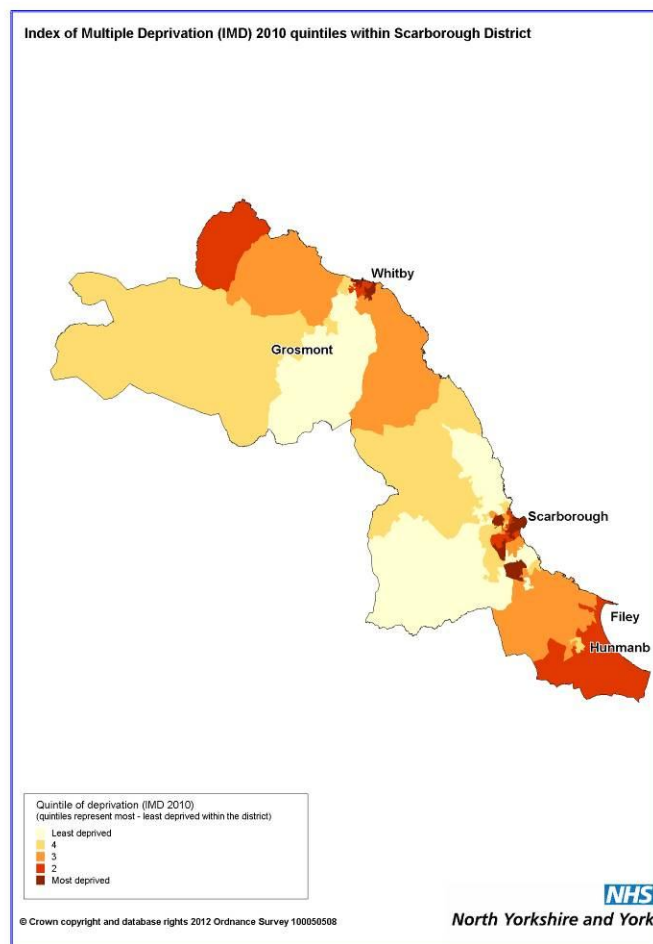 Index of Multiple Deprivation (IMD) 2010 quintiles within Scarborough District
Whitby
Grosmont
Scarborough
Filey
Hunmanb
Quintile of deprivation (IMD 2010)
(quintiles represent most - least deprived within the district)
Least deprived
4
3
2
Most deprived
NHS
North Yorkshire and York
© Crown copyright and database rights 2012 Ordnance Survey 100050508